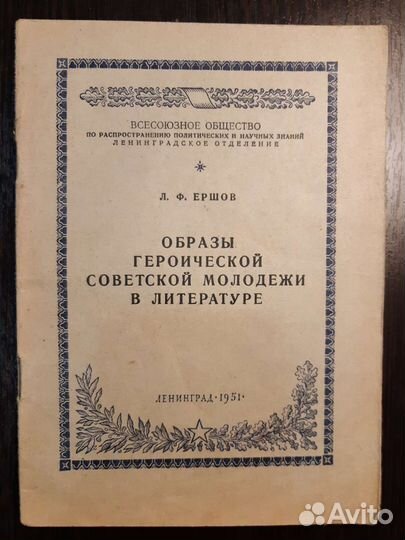 ВСЕСОЮЗНОЕ ОБЩЕСТВО
ПО РАСПРОСТРАНЕНИЮ ПОЛИТИЧЕСКИХ И НАУЧНЫХ ЗНАНИЙ
ЛЕНИНГРАДСКОЕ ОТДЕЛЕНИЕ
Л. Ф. ЕРШОВ
ОБРАЗЫ
ГЕРОИЧЕСКОЙ
СОВЕТСКОЙ МОЛОДЕЖИ
В ЛИТЕРАТУРЕ
ЛЕНИНГРАД • 1951 •
Avito